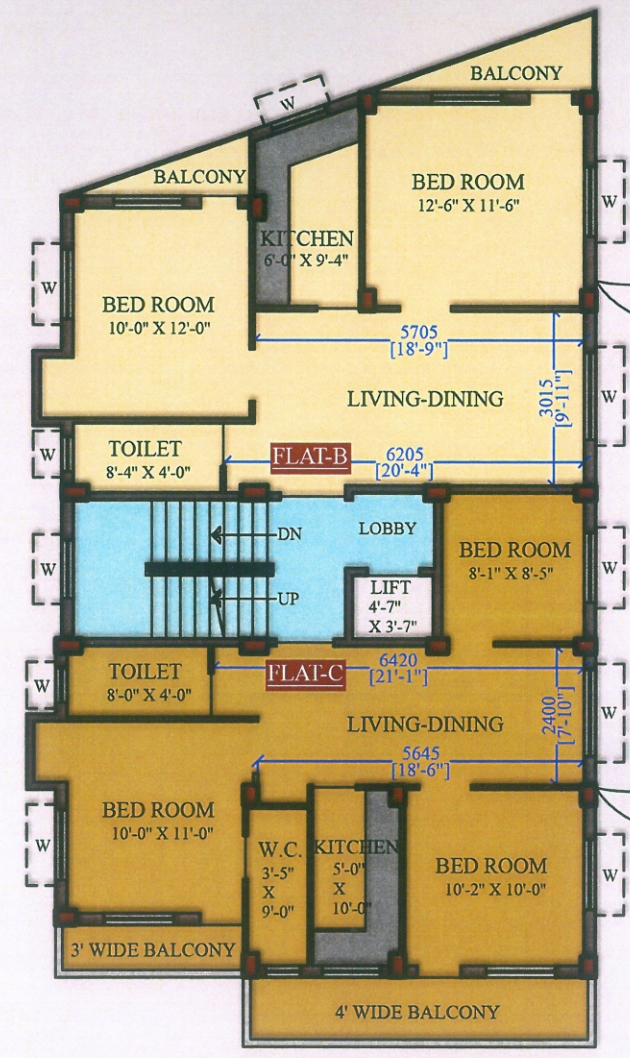 BALCONY
W
BALCONY
BED ROOM
12'-6" X 11'-6"
W
KITCHEN
6'-0" X 9'-4"
W
BED ROOM
10'-0" X 12'-0"
5705
[18'-9"]
3015
[9'-11"]
W
LIVING-DINING
TOILET
8'-4" X 4'-0"
W
FLAT-B
6205
[20'-4"]
DN
LOBBY
BED ROOM
8'-1" X 8'-5"
W
W
UP
LIFT
4'-7"
X 3'-7"
TOILET
8'-0" X 4'-0"
W
FLAT-C
6420
[21'-1"]
2400
[7'-10"]
W
LIVING-DINING
5645
[18'-6"]
BED ROOM
10'-0" X 11'-0"
W
W.C.
3'-5"
X
9'-0"
KITCHEN
5'-0"
X
10'-0"
BED ROOM
10'-2" X 10'-0"
W
3' WIDE BALCONY
4' WIDE BALCONY